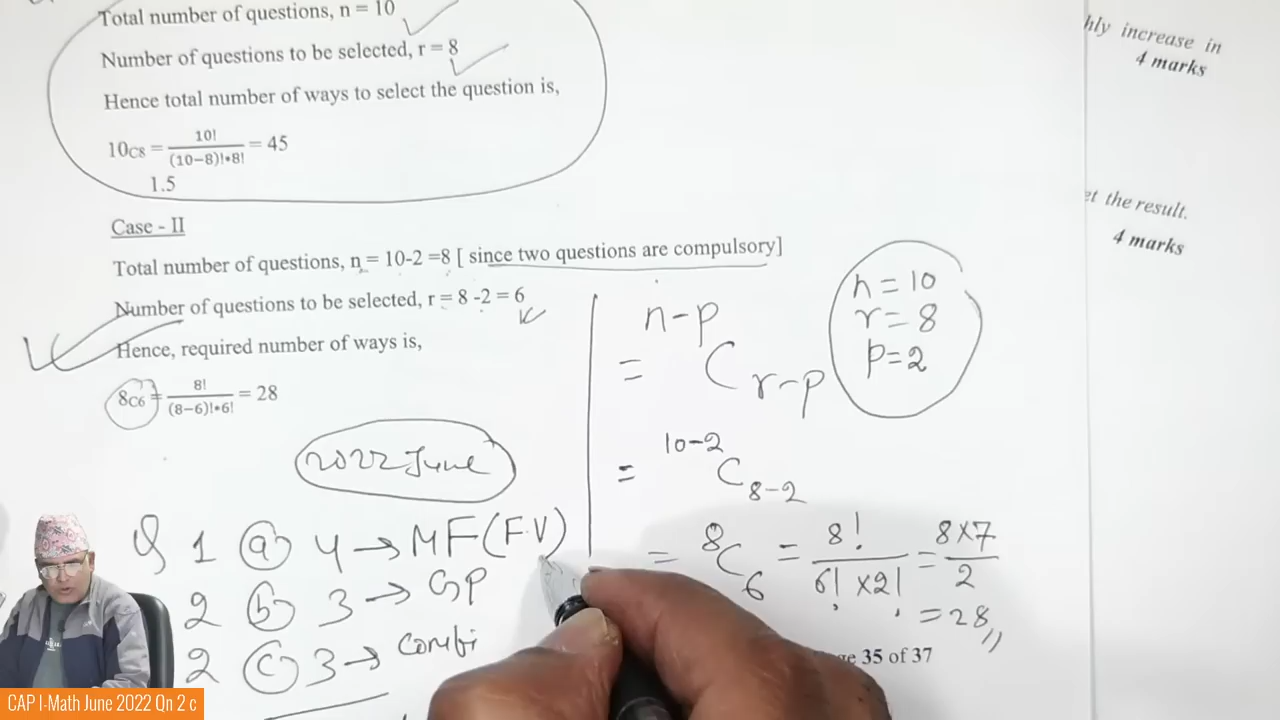 Total number of questions, n = 10
Number of questions to be selected, r = 8
Hence total number of ways to select the question is,
10C8 = 10! / (10−8)!*8! = 45
1.5
Case - II
Total number of questions, n = 10-2 =8 [ since two questions are compulsory]
Number of questions to be selected, r = 8 -2 = 6
Hence, required number of ways is,
8C6 = 8! / (8−6)!*6! = 28
2022 June
Q 1 (a) 4 → MF(F.V)
2 (b) 3 → GP
2 (c) 3 → combi
n = 10
r = 8
p = 2
= n-p C r-p
= 10-2 C 8-2
= 8 C 6 = 8! / 6! × 2! = 8×7 / 2
= 28
35 of 37
hly increase in
4 marks
et the result.
4 marks
CAP I-Math June 2022 Qn 2 c